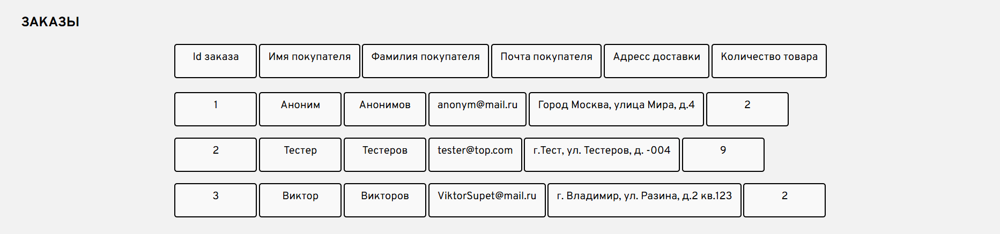 ЗАКАЗЫ
Id заказа Имя покупателя Фамилия покупателя Почта покупателя Адресс доставки Количество товара
1 Аноним Анонимов anonym@mail.ru Город Москва, улица Мира, д.4 2
2 Тестер Тестеров tester@top.com г.Тест, ул. Тестеров, д. -004 9
3 Виктор Викторов ViktorSupet@mail.ru г. Владимир, ул. Разина, д.2 кв.123 2